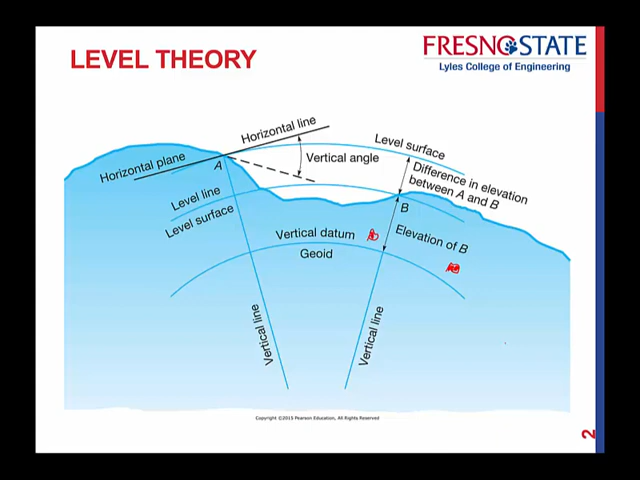 LEVEL THEORY
FRESNO STATE
Lyles College of Engineering
Horizontal line
Level surface
Horizontal plane
A
Vertical angle
Difference in elevation
between A and B
Level line
Level surface
B
Vertical datum
Elevation of B
Geoid
Vertical line
Vertical line
Copyright ©2015 Pearson Education, All Rights Reserved
2